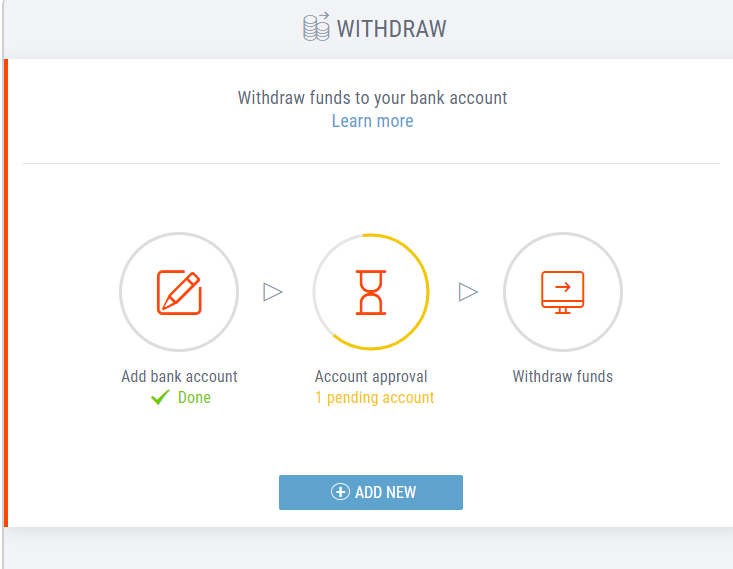 WITHDRAW
Withdraw funds to your bank account
Learn more
Add bank account
Done
Account approval
1 pending account
Withdraw funds
ADD NEW